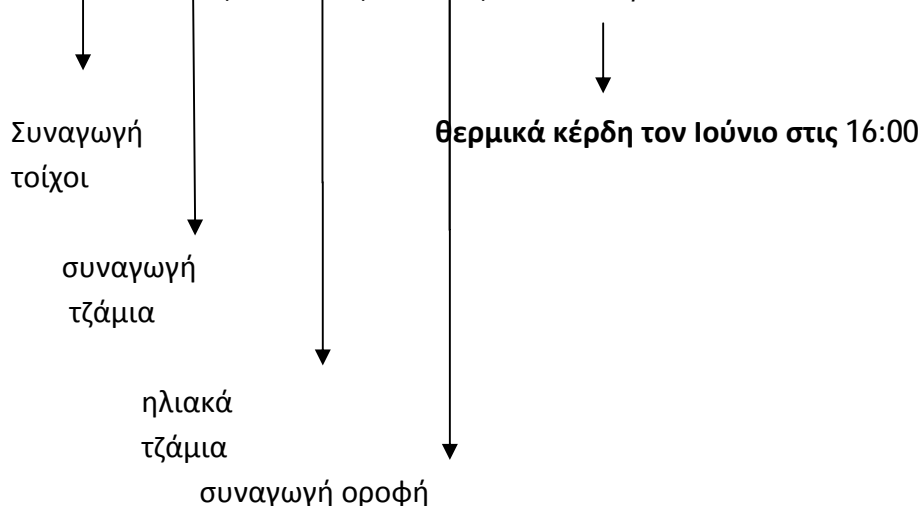 Συναγωγή
τοίχοι
θερμικά κέρδη τον Ιούνιο στις 16:00
συναγωγή
τζάμια
ηλιακά
τζάμια
συναγωγή οροφή